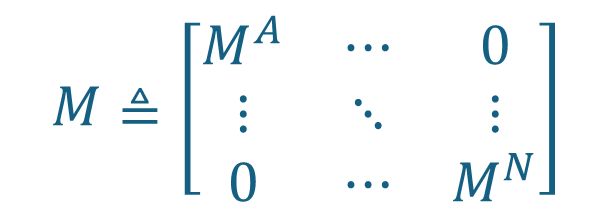 M ≜ [ M^A ⋯ 0
⋮ ⋱ ⋮
0 ⋯ M^N ]